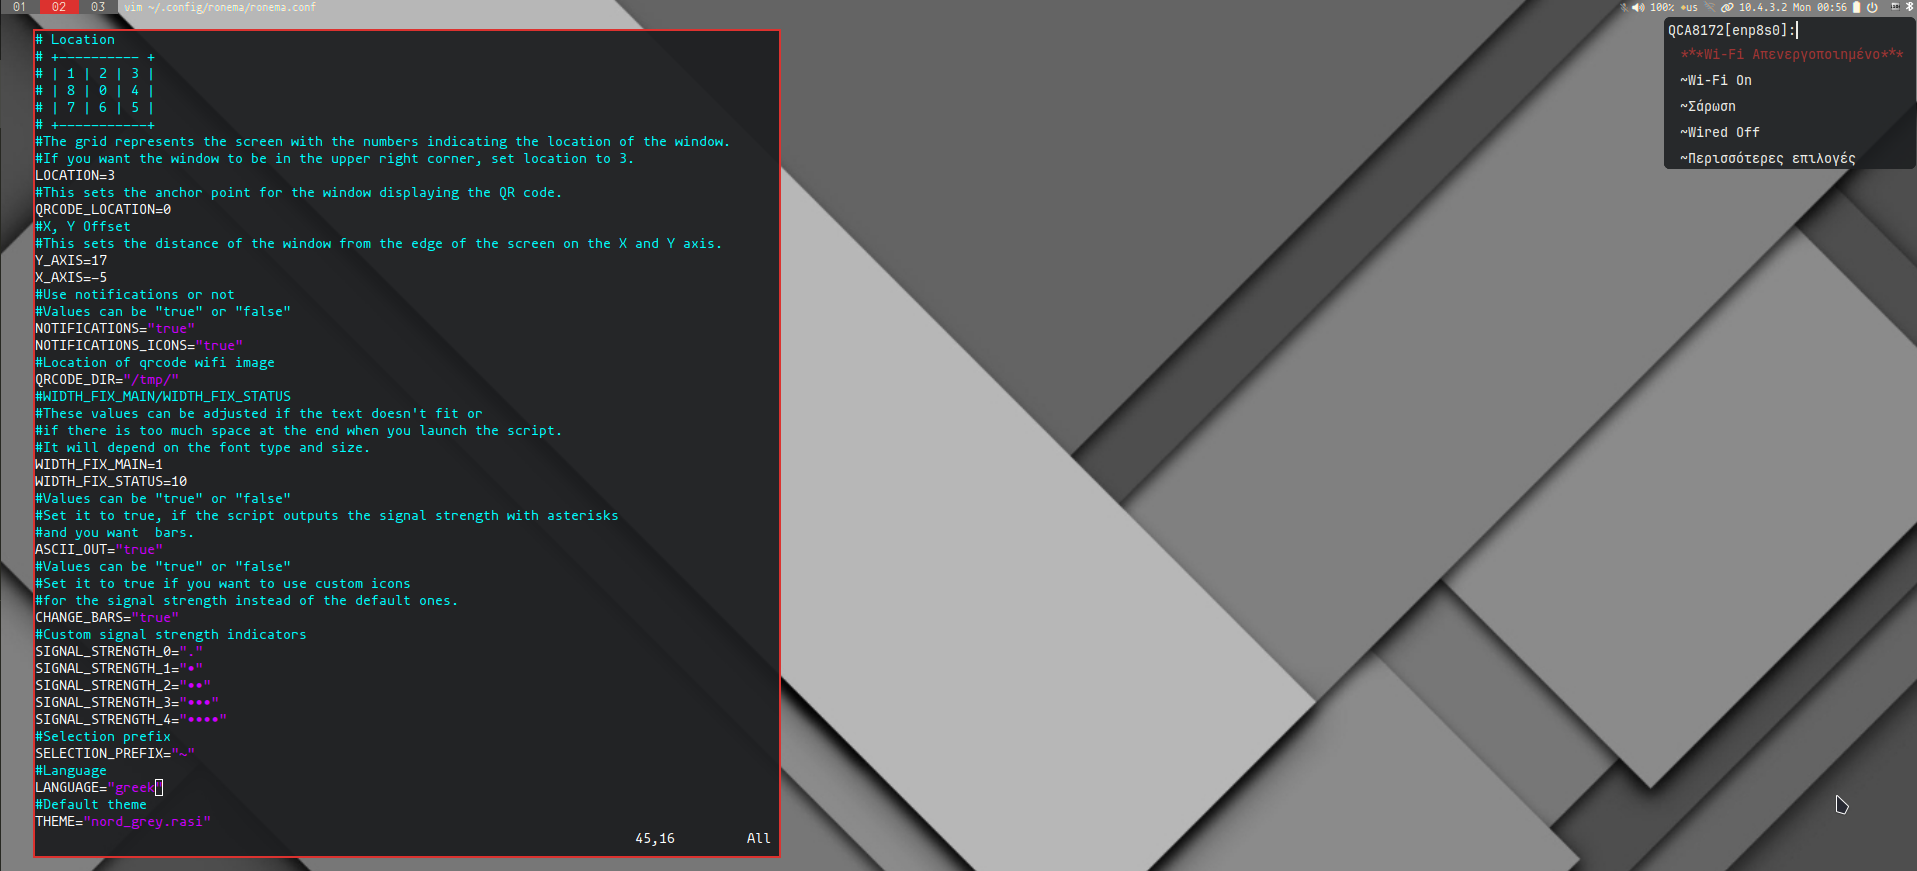 01 02 03 vim ~/.config/ronema/ronema.conf
100% us 10.4.3.2 Mon 00:56
# Location
# +---------- +
# | 1 | 2 | 3 |
# | 8 | 0 | 4 |
# | 7 | 6 | 5 |
# +-----------+
#The grid represents the screen with the numbers indicating the location of the window.
#If you want the window to be in the upper right corner, set location to 3.
LOCATION=3
#This sets the anchor point for the window displaying the QR code.
QRCODE_LOCATION=0
#X, Y Offset
#This sets the distance of the window from the edge of the screen on the X and Y axis.
Y_AXIS=17
X_AXIS=-5
#Use notifications or not
#Values can be "true" or "false"
NOTIFICATIONS="true"
NOTIFICATIONS_ICONS="true"
#Location of qrcode wifi image
QRCODE_DIR="/tmp/"
#WIDTH_FIX_MAIN/WIDTH_FIX_STATUS
#These values can be adjusted if the text doesn't fit or
#if there is too much space at the end when you launch the script.
#It will depend on the font type and size.
WIDTH_FIX_MAIN=1
WIDTH_FIX_STATUS=10
#Values can be "true" or "false"
#Set it to true, if the script outputs the signal strength with asterisks
#and you want  bars.
ASCII_OUT="true"
#Values can be "true" or "false"
#Set it to true if you want to use custom icons
#for the signal strength instead of the default ones.
CHANGE_BARS="true"
#Custom signal strength indicators
SIGNAL_STRENGTH_0="."
SIGNAL_STRENGTH_1="•"
SIGNAL_STRENGTH_2="••"
SIGNAL_STRENGTH_3="•••"
SIGNAL_STRENGTH_4="••••"
#Selection prefix
SELECTION_PREFIX="~"
#Language
LANGUAGE="greek"
#Default theme
THEME="nord_grey.rasi"
45,16 All
QCA8172[enp8s0]:
***Wi-Fi Απενεργοποιημένο***
~Wi-Fi On
~Σάρωση
~Wired Off
~Περισσότερες επιλογές